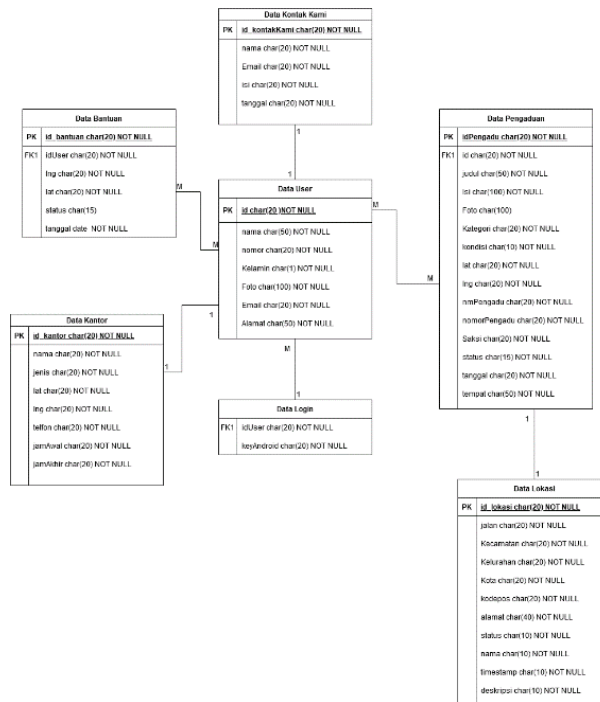 Data Kontak Kami
PK id_kontakKami char(20) NOT NULL
nama char(20) NOT NULL
Email char(20) NOT NULL
isi char(20) NOT NULL
tanggal char(20) NOT NULL
Data Bantuan
PK id_bantuan char(20) NOT NULL
FK1 idUser char(20) NOT NULL
lng char(20) NOT NULL
lat char(20) NOT NULL
status char(15)
tanggal date NOT NULL
Data User
PK id char(20 )NOT NULL
nama char(50) NOT NULL
nomor char(20) NOT NULL
Kelamin char(1) NOT NULL
Foto char(100) NOT NULL
Email char(20) NOT NULL
Alamat char(50) NOT NULL
Data Pengaduan
PK idPengadu char(20) NOT NULL
FK1 id char(20) NOT NULL
judul char(50) NOT NULL
Isi char(100) NOT NULL
Foto char(100)
Kategori char(20) NOT NULL
kondisi char(10) NOT NULL
lat char(20) NOT NULL
lng char(20) NOT NULL
nmPengadu char(20) NOT NULL
nomorPengadu char(20) NOT NULL
Saksi char(20) NOT NULL
status char(15) NOT NULL
tanggal char(20) NOT NULL
tempat char(50) NOT NULL
Data Kantor
PK id_kantor char(20) NOT NULL
nama char(20) NOT NULL
jenis char(20) NOT NULL
lat char(20) NOT NULL
lng char(20) NOT NULL
telfon char(20) NOT NULL
jamAwal char(20) NOT NULL
jamAkhir char(20) NOT NULL
Data Login
FK1 idUser char(20) NOT NULL
keyAndroid char(20) NOT NULL
Data Lokasi
PK id_lokasi char(20) NOT NULL
jalan char(20) NOT NULL
Kecamatan char(20) NOT NULL
Kelurahan char(20) NOT NULL
Kota char(20) NOT NULL
kodepos char(20) NOT NULL
alamat char(40) NOT NULL
status char(10) NOT NULL
nama char(10) NOT NULL
timestamp char(10) NOT NULL
deskripsi char(10) NOT NULL
1
1
M
M
M
M
1
1
M
1
1
1